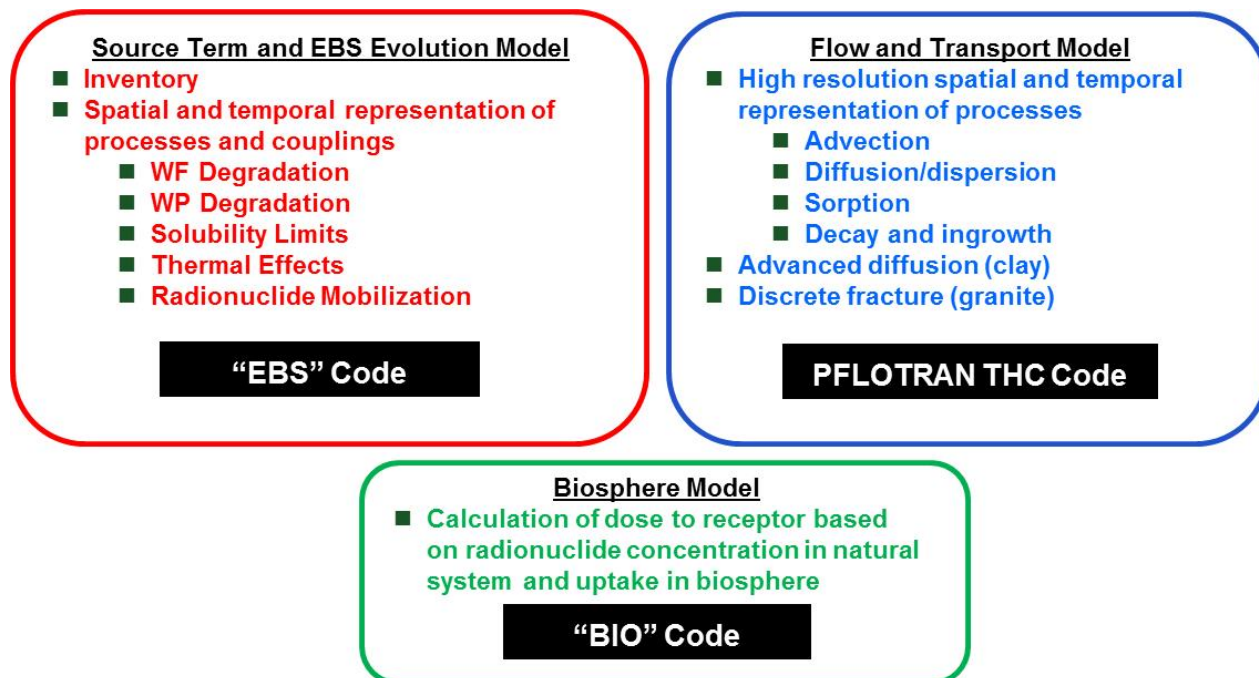 Source Term and EBS Evolution Model
Inventory
Spatial and temporal representation of
processes and couplings
WF Degradation
WP Degradation
Solubility Limits
Thermal Effects
Radionuclide Mobilization
“EBS” Code
Flow and Transport Model
High resolution spatial and temporal
representation of processes
Advection
Diffusion/dispersion
Sorption
Decay and ingrowth
Advanced diffusion (clay)
Discrete fracture (granite)
PFLOTRAN THC Code
Biosphere Model
Calculation of dose to receptor based
on radionuclide concentration in natural
system and uptake in biosphere
“BIO” Code